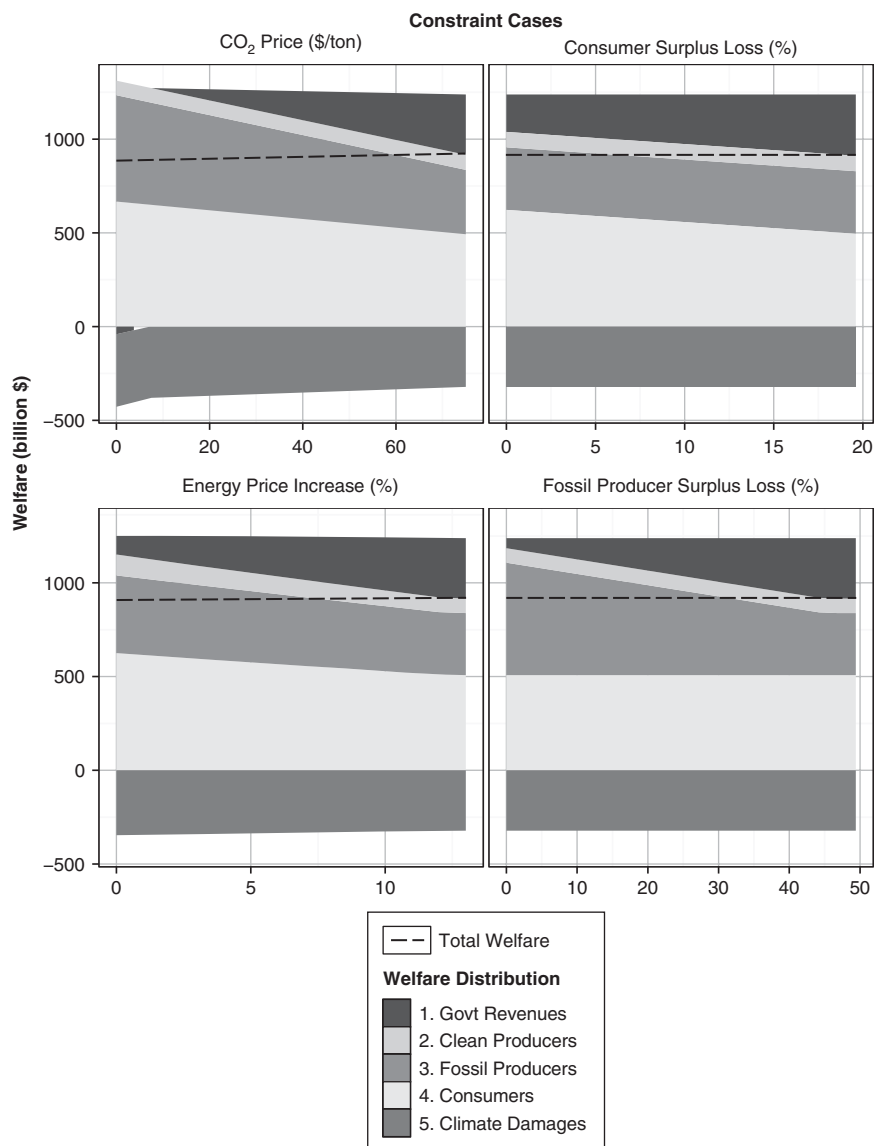 Constraint Cases
CO₂ Price ($/ton)
Consumer Surplus Loss (%)
1000
500
0
−500
0 20 40 60
0 5 10 15 20
Welfare (billion $)
Energy Price Increase (%)
Fossil Producer Surplus Loss (%)
1000
500
0
−500
0 5 10
0 10 20 30 40 50
Total Welfare
Welfare Distribution
1. Govt Revenues
2. Clean Producers
3. Fossil Producers
4. Consumers
5. Climate Damages